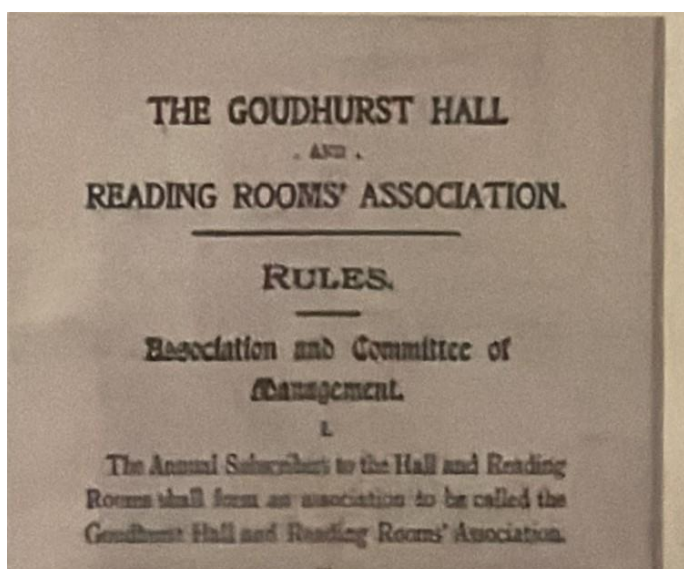 THE GOUDHURST HALL
. AND .
READING ROOMS' ASSOCIATION.
RULES.
Association and Committee of
Management.
I.
The Annual Subscribers to the Hall and Reading
Rooms shall form an association to be called the
Goudhurst Hall and Reading Rooms' Association.